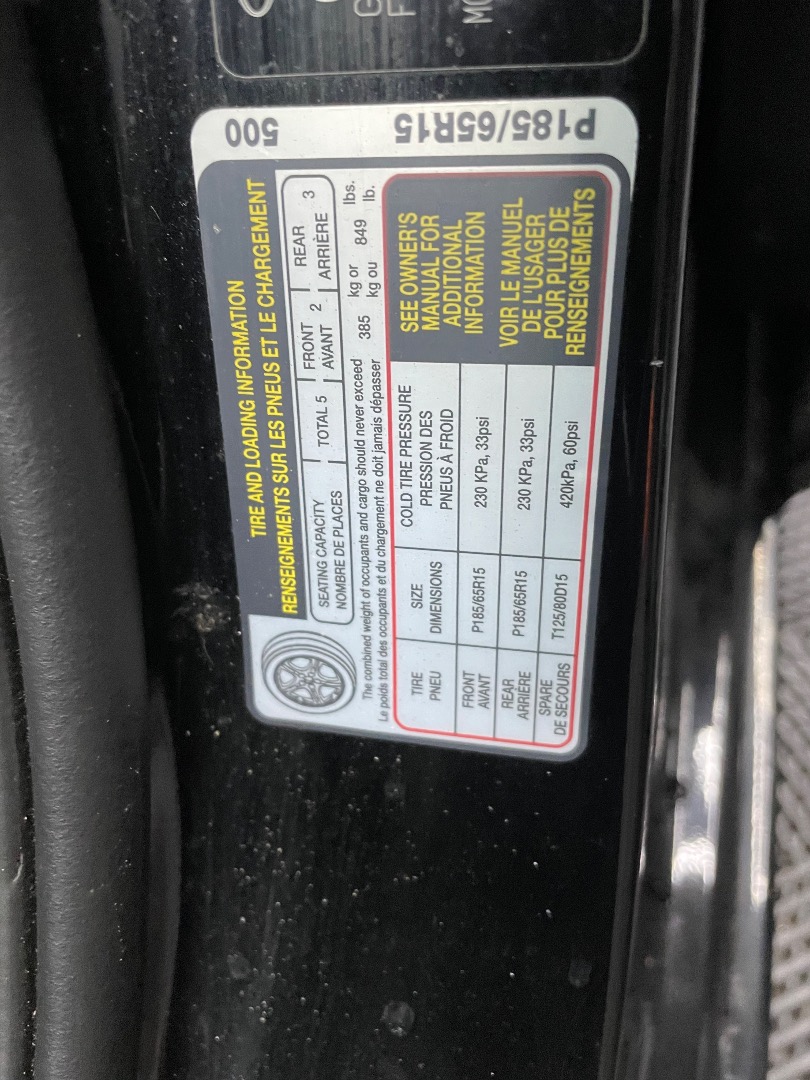 P185/65R15
500
TIRE AND LOADING INFORMATION
RENSEIGNEMENTS SUR LES PNEUS ET LE CHARGEMENT
SEATING CAPACITY
NOMBRE DE PLACES
TOTAL 5
FRONT
AVANT
2
REAR
ARRIÈRE
3
The combined weight of occupants and cargo should never exceed 385 kg or 849 lbs.
Le poids total des occupants et du chargement ne doit jamais dépasser kg ou lb.
TIRE
PNEU
SIZE
DIMENSIONS
COLD TIRE PRESSURE
PRESSION DES
PNEUS À FROID
FRONT
AVANT
P185/65R15
230 KPa, 33psi
REAR
ARRIÈRE
P185/65R15
230 KPa, 33psi
SPARE
DE SECOURS
T125/80D15
420kPa, 60psi
SEE OWNER'S
MANUAL FOR
ADDITIONAL
INFORMATION
VOIR LE MANUEL
DE L'USAGER
POUR PLUS DE
RENSEIGNEMENTS